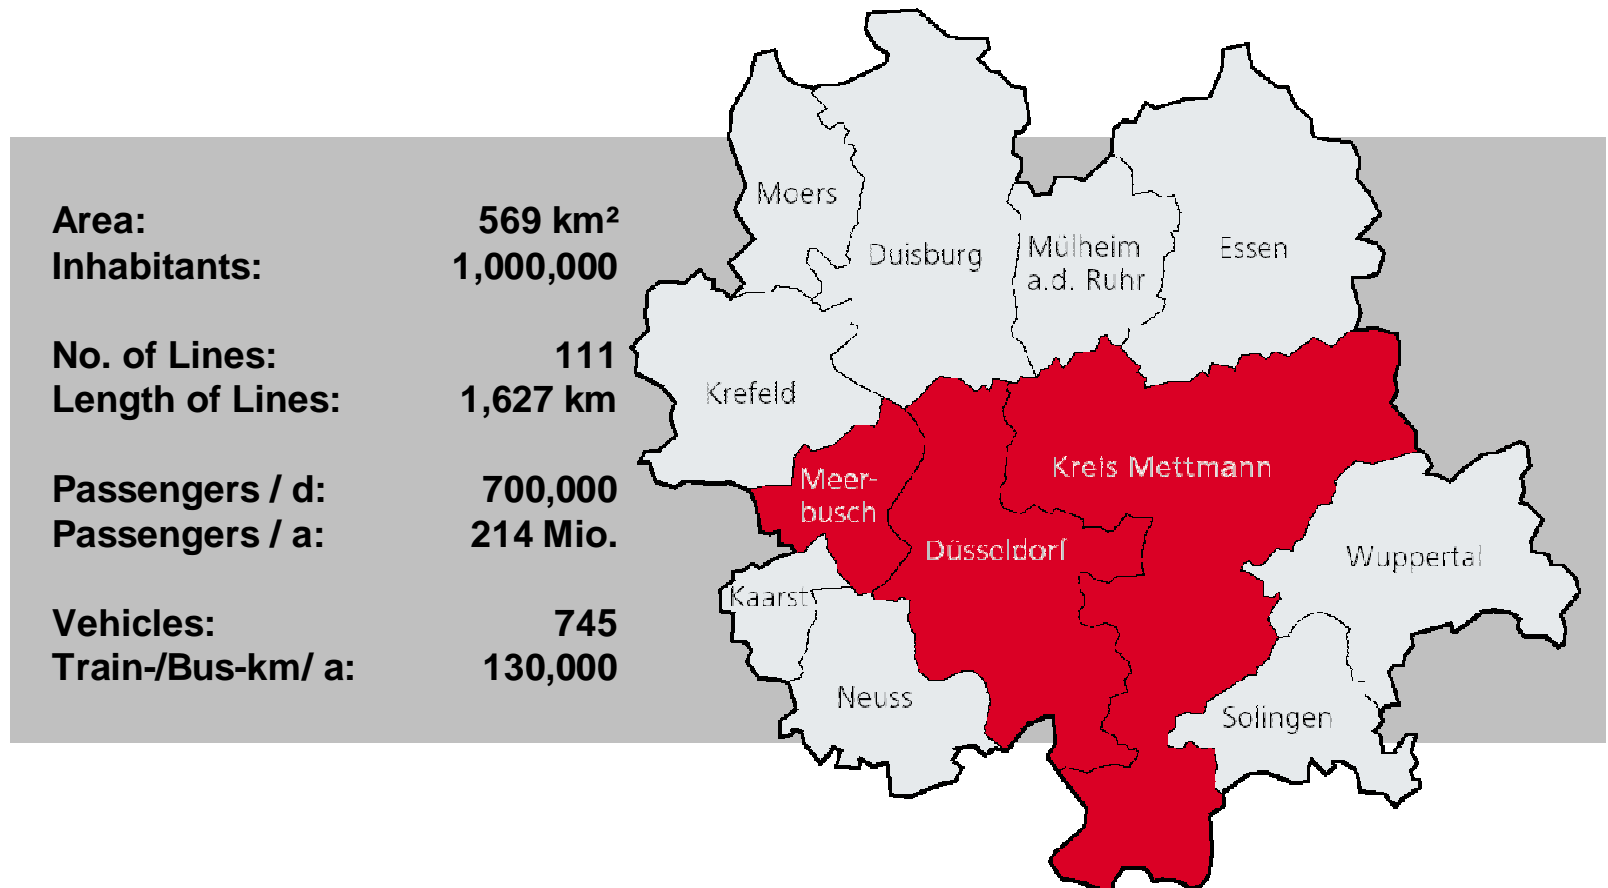 Area: 569 km²
Inhabitants: 1,000,000
No. of Lines: 111
Length of Lines: 1,627 km
Passengers / d: 700,000
Passengers / a: 214 Mio.
Vehicles: 745
Train-/Bus-km/ a: 130,000
Moers
Duisburg
Mülheim
a.d. Ruhr
Essen
Krefeld
Meer-
busch
Kreis Mettmann
Düsseldorf
Wuppertal
Kaarst
Neuss
Solingen